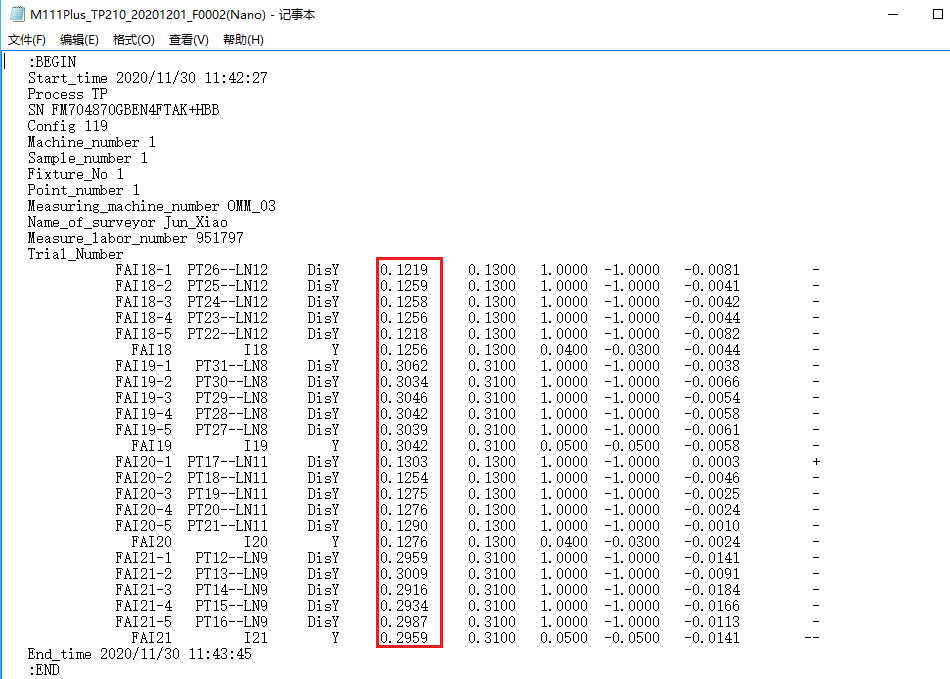 M111Plus_TP210_20201201_F0002(Nano) - 记事本
文件(F) 编辑(E) 格式(O) 查看(V) 帮助(H)
:BEGIN
Start_time 2020/11/30 11:42:27
Process TP
SN FM704870GBEN4FTAK+HBB
Config 119
Machine_number 1
Sample_number 1
Fixture_No 1
Point_number 1
Measuring_machine_number OMM_03
Name_of_surveyor Jun_Xiao
Measure_labor_number 951797
Trial_Number
FAI18-1 PT26--LN12 DisY 0.1219 0.1300 1.0000 -1.0000 -0.0081 -
FAI18-2 PT25--LN12 DisY 0.1259 0.1300 1.0000 -1.0000 -0.0041 -
FAI18-3 PT24--LN12 DisY 0.1258 0.1300 1.0000 -1.0000 -0.0042 -
FAI18-4 PT23--LN12 DisY 0.1256 0.1300 1.0000 -1.0000 -0.0044 -
FAI18-5 PT22--LN12 DisY 0.1218 0.1300 1.0000 -1.0000 -0.0082 -
FAI18 I18 Y 0.1256 0.1300 0.0400 -0.0300 -0.0044 -
FAI19-1 PT31--LN8 DisY 0.3062 0.3100 1.0000 -1.0000 -0.0038 -
FAI19-2 PT30--LN8 DisY 0.3034 0.3100 1.0000 -1.0000 -0.0066 -
FAI19-3 PT29--LN8 DisY 0.3046 0.3100 1.0000 -1.0000 -0.0054 -
FAI19-4 PT28--LN8 DisY 0.3042 0.3100 1.0000 -1.0000 -0.0058 -
FAI19-5 PT27--LN8 DisY 0.3039 0.3100 1.0000 -1.0000 -0.0061 -
FAI19 I19 Y 0.3042 0.3100 0.0500 -0.0500 -0.0058 -
FAI20-1 PT17--LN11 DisY 0.1303 0.1300 1.0000 -1.0000 0.0003 +
FAI20-2 PT18--LN11 DisY 0.1254 0.1300 1.0000 -1.0000 -0.0046 -
FAI20-3 PT19--LN11 DisY 0.1275 0.1300 1.0000 -1.0000 -0.0025 -
FAI20-4 PT20--LN11 DisY 0.1276 0.1300 1.0000 -1.0000 -0.0024 -
FAI20-5 PT21--LN11 DisY 0.1290 0.1300 1.0000 -1.0000 -0.0010 -
FAI20 I20 Y 0.1276 0.1300 0.0400 -0.0300 -0.0024 -
FAI21-1 PT12--LN9 DisY 0.2959 0.3100 1.0000 -1.0000 -0.0141 -
FAI21-2 PT13--LN9 DisY 0.3009 0.3100 1.0000 -1.0000 -0.0091 -
FAI21-3 PT14--LN9 DisY 0.2916 0.3100 1.0000 -1.0000 -0.0184 -
FAI21-4 PT15--LN9 DisY 0.2934 0.3100 1.0000 -1.0000 -0.0166 -
FAI21-5 PT16--LN9 DisY 0.2987 0.3100 1.0000 -1.0000 -0.0113 -
FAI21 I21 Y 0.2959 0.3100 0.0500 -0.0500 -0.0141 --
End_time 2020/11/30 11:43:45
:END